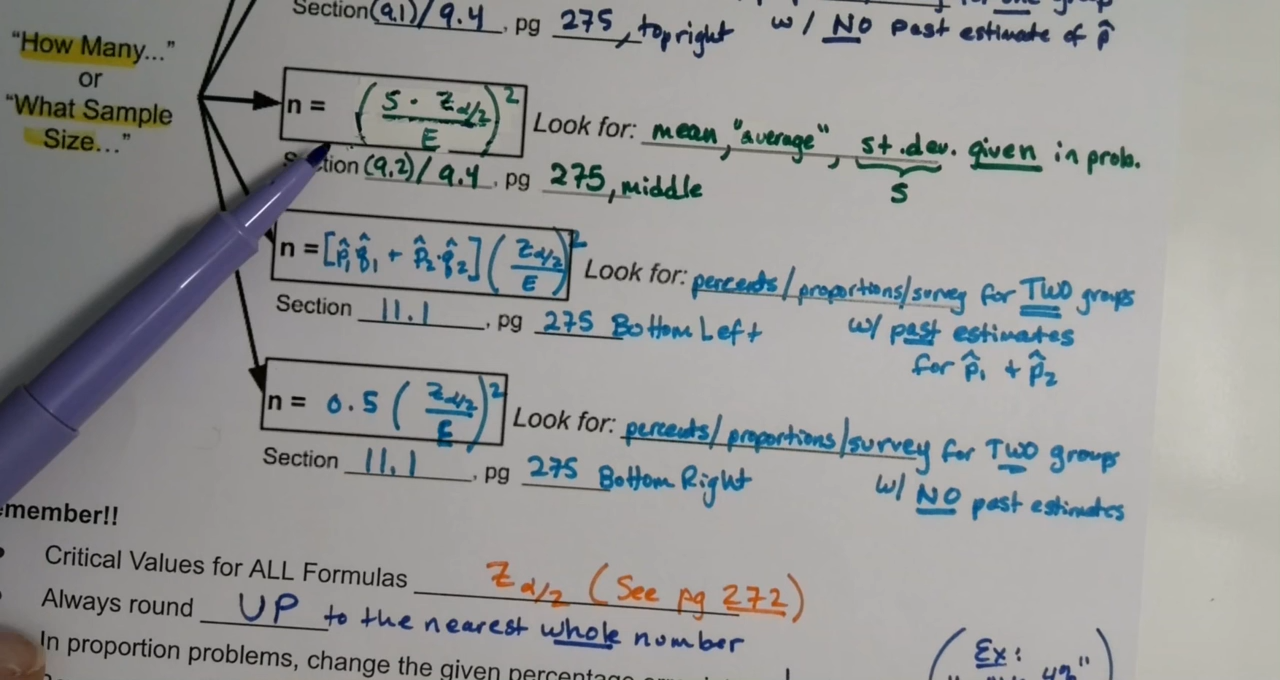 Section (9.1)/9.4, pg 275, top right w/ NO past estimate of p̂
"How Many..."
or
"What Sample
Size..."
n = (S · Zα/2 / E)² Look for: mean, "average", st.dev. given in prob.
S
(9.2)/9.4, pg 275, middle
n = [p̂₁q̂₁ + p̂₂·q̂₂](Zα/2 / E)² Look for: percents/proportions/survey for TWO groups
Section 11.1, pg 275 Bottom Left w/ past estimates
for p̂₁ + p̂₂
n = 0.5 (Zα/2 / E)² Look for: percents/proportions/survey for TWO groups
Section 11.1, pg 275 Bottom Right w/ NO past estimates
member!!
Critical Values for ALL Formulas Zα/2 (See pg 272)
Always round UP to the nearest whole number
In proportion problems, change the given percentage
Ex: